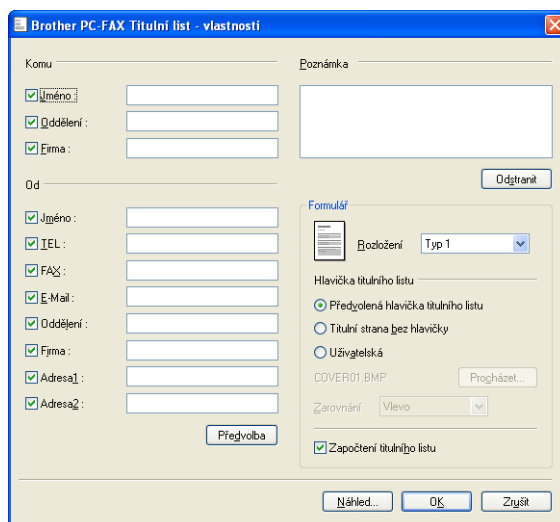 Brother PC-FAX Titulní list - vlastnosti
Komu
Jméno :
Oddělení :
Firma :
Od
Jméno :
TEL :
FAX :
E-Mail :
Oddělení :
Firma :
Adresa1 :
Adresa2 :
Předvolba
Poznámka
Odstranit
Formulář
Rozložení
Typ 1
Hlavička titulního listu
Předvolená hlavička titulního listu
Titulní strana bez hlavičky
Uživatelská
COVER01.BMP
Procházet...
Zarovnání
Vlevo
Započtení titulního listu
Náhled...
OK
Zrušit